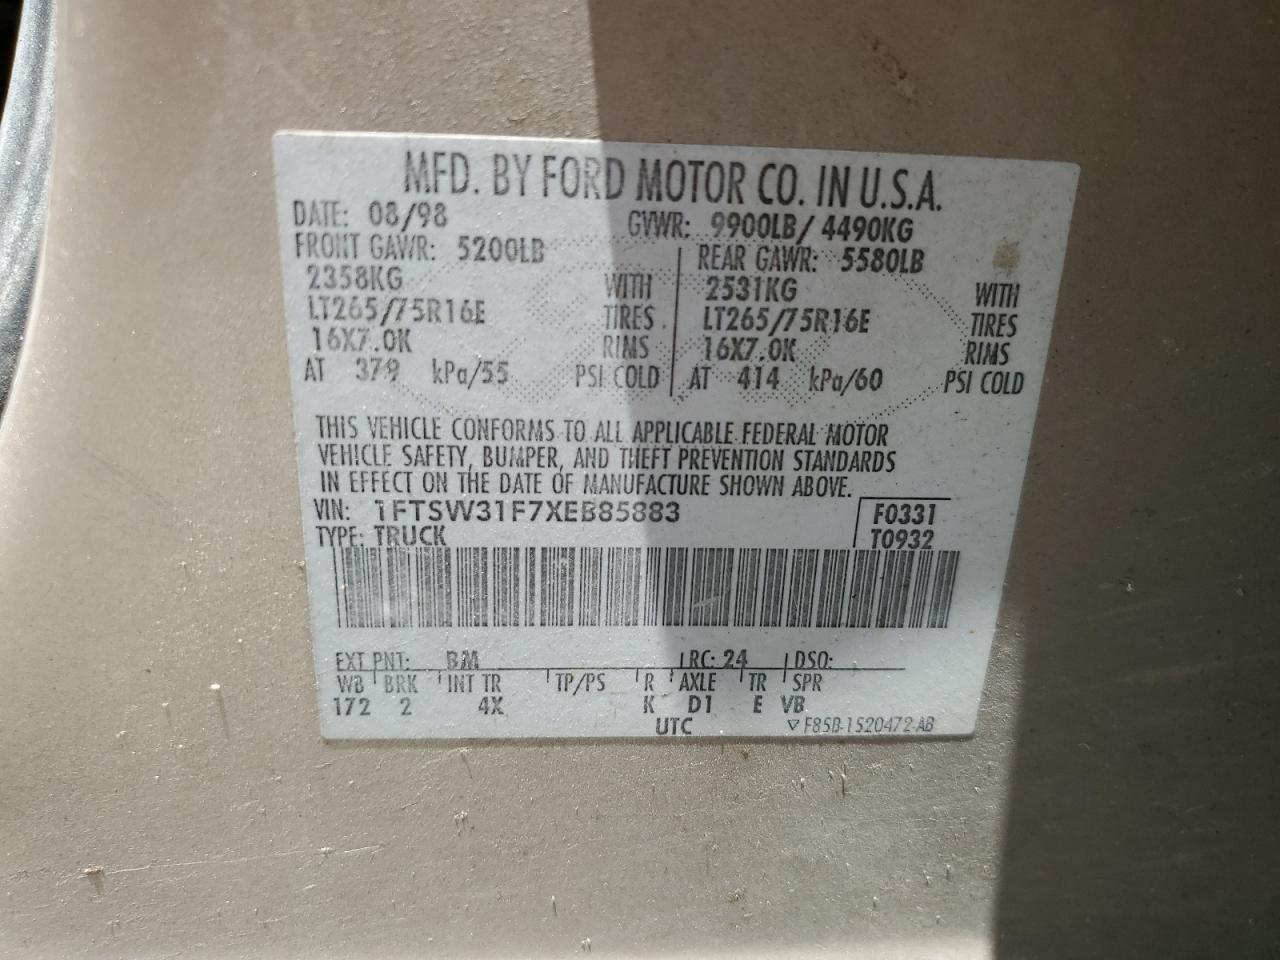 MFD. BY FORD MOTOR CO. IN U.S.A.
DATE: 08/98 GVWR: 9900LB/ 4490KG
FRONT GAWR: 5200LB REAR GAWR: 5580LB
2358KG WITH 2531KG WITH
LT265/75R16E TIRES LT265/75R16E TIRES
16X7.0K RIMS 16X7.0K RIMS
AT 379 kPa/55 PSI COLD AT 414 kPa/60 PSI COLD
THIS VEHICLE CONFORMS TO ALL APPLICABLE FEDERAL MOTOR
VEHICLE SAFETY, BUMPER, AND THEFT PREVENTION STANDARDS
IN EFFECT ON THE DATE OF MANUFACTURE SHOWN ABOVE.
VIN: 1FTSW31F7XEB85883 F0331
TYPE: TRUCK T0932
EXT PNT: BM RC: 24 DSO:
WB BRK INT TR TP/PS R AXLE TR SPR
172 2 4X K D1 E VB
UTC F85B-1520472-AB